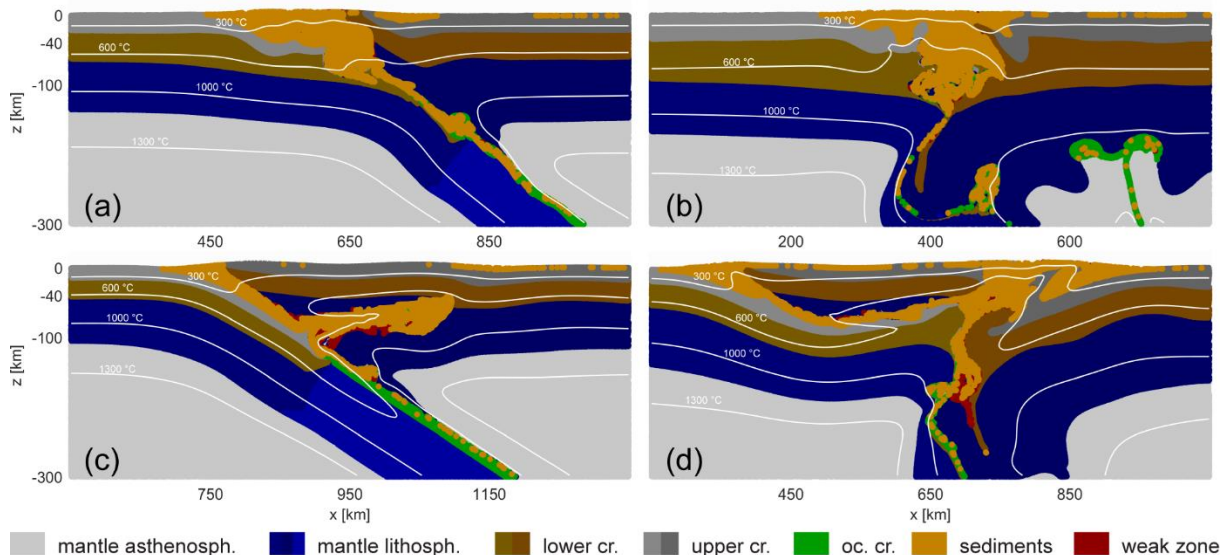 0
-40
-100
-300
z [km]
300 °C
600 °C
1000 °C
1300 °C
(a)
450 650 850
300 °C
600 °C
1000 °C
1300 °C
(b)
200 400 600
0
-40
-100
-300
z [km]
300 °C
600 °C
1000 °C
1300 °C
(c)
750 950 1150
x [km]
300 °C
600 °C
1000 °C
1300 °C
(d)
450 650 850
x [km]
mantle asthenosph. mantle lithosph. lower cr. upper cr. oc. cr. sediments weak zone